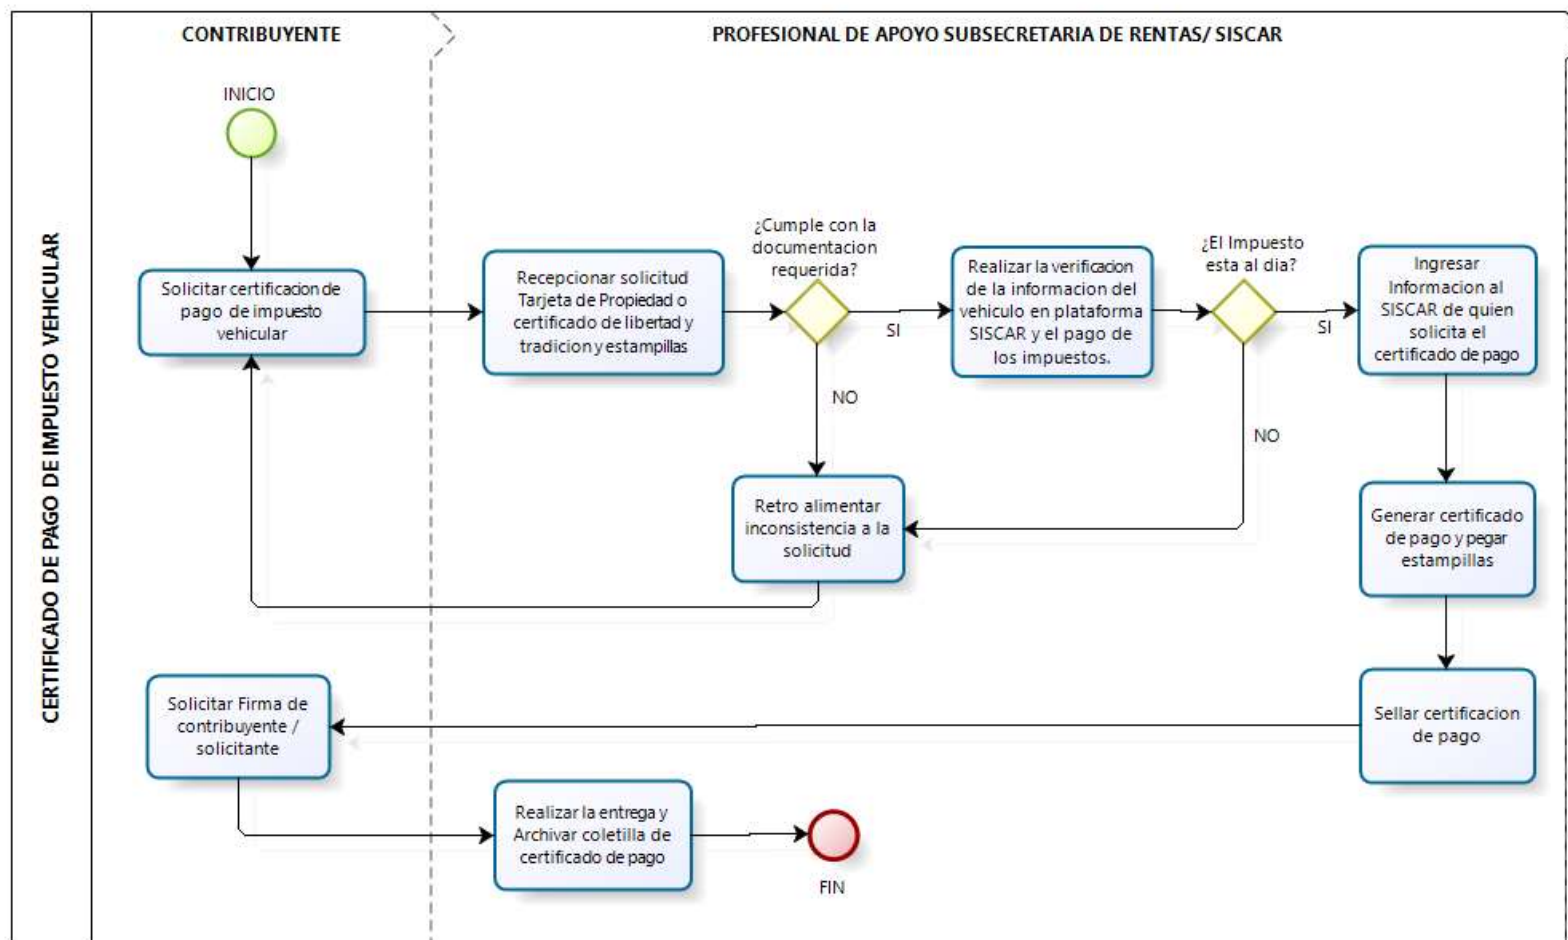 CERTIFICADO DE PAGO DE IMPUESTO VEHICULAR
CONTRIBUYENTE
PROFESIONAL DE APOYO SUBSECRETARIA DE RENTAS/ SISCAR
INICIO
Solicitar certificacion de
pago de impuesto
vehicular
Recepcionar solicitud
Tarjeta de Propiedad o
certificado de libertad y
tradicion y estampillas
¿Cumple con la
documentacion
requerida?
SI
NO
Realizar la verificacion
de la informacion del
vehiculo en plataforma
SISCAR y el pago de
los impuestos.
¿El Impuesto
esta al dia?
SI
NO
Ingresar
Informacion al
SISCAR de quien
solicita el
certificado de pago
Retro alimentar
inconsistencia a la
solicitud
Generar certificado
de pago y pegar
estampillas
Sellar certificacion
de pago
Solicitar Firma de
contribuyente /
solicitante
Realizar la entrega y
Archivar coletilla de
certificado de pago
FIN